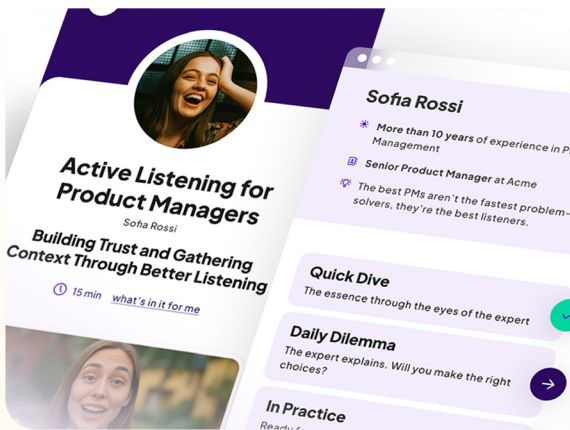 Active Listening for
Product Managers
Sofia Rossi
Building Trust and Gathering
Context Through Better Listening
15 min what's in it for me
Sofia Rossi
More than 10 years of experience in
Management
Senior Product Manager at Acme
The best PMs aren't the fastest problem-
solvers, they're the best listeners.
Quick Dive
The essence through the eyes of the expert
Daily Dilemma
The expert explains. Will you make the right
choices?
In Practice